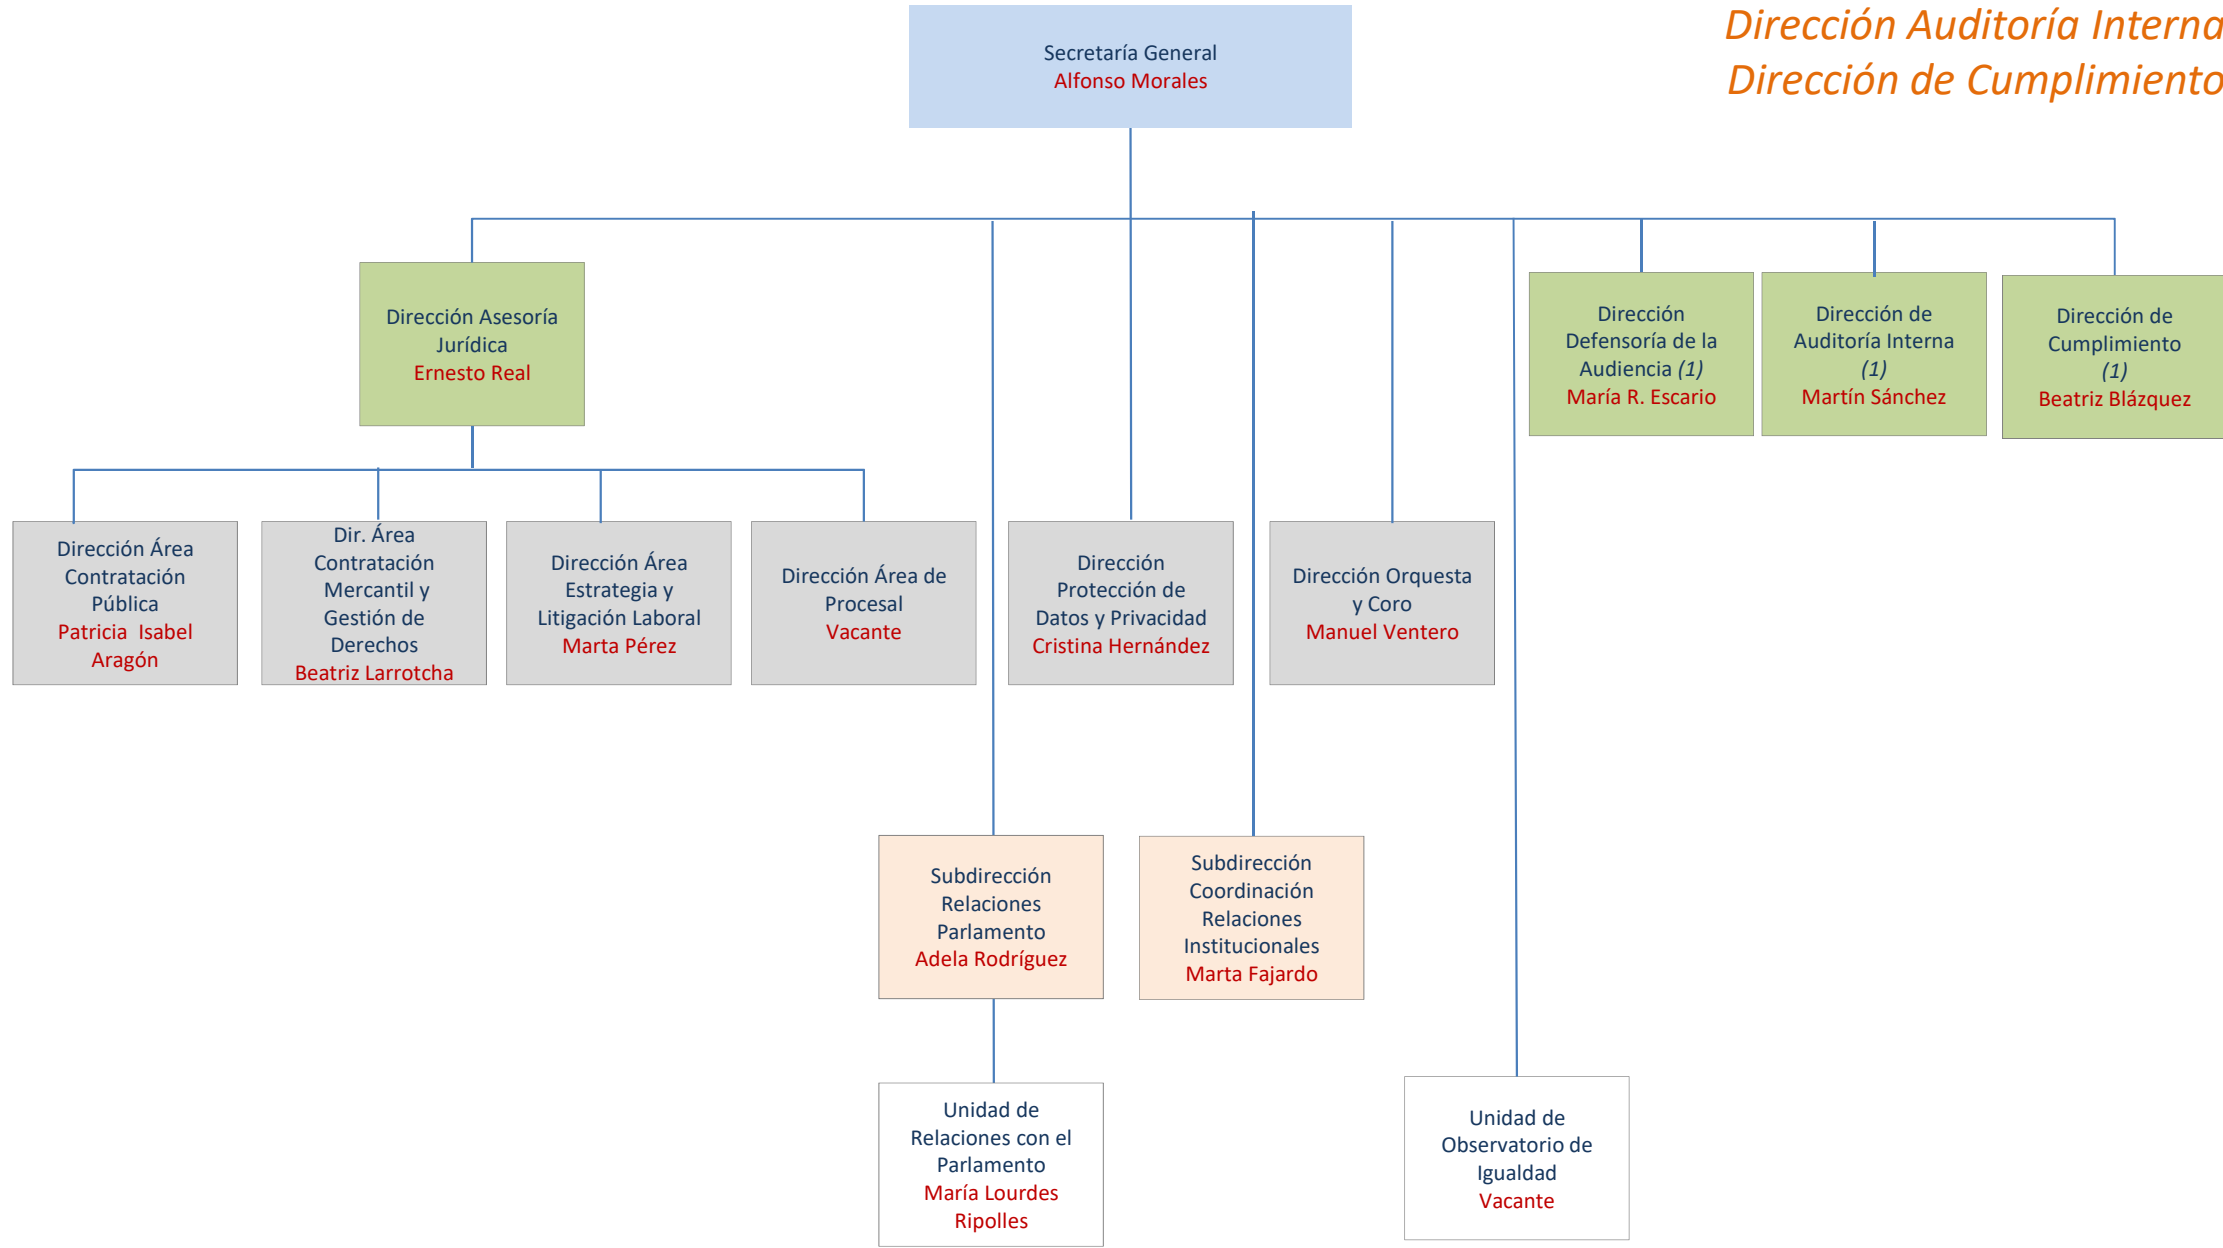 Dirección Auditoría Interna
Dirección de Cumplimiento
Secretaría General
Alfonso Morales
Dirección Asesoría
Jurídica
Ernesto Real
Dirección
Defensoría de la
Audiencia (1)
María R. Escario
Dirección de
Auditoría Interna
(1)
Martín Sánchez
Dirección de
Cumplimiento
(1)
Beatriz Blázquez
Dirección Área
Contratación
Pública
Patricia Isabel
Aragón
Dir. Área
Contratación
Mercantil y
Gestión de
Derechos
Beatriz Larrotcha
Dirección Área
Estrategia y
Litigación Laboral
Marta Pérez
Dirección Área de
Procesal
Vacante
Dirección
Protección de
Datos y Privacidad
Cristina Hernández
Dirección Orquesta
y Coro
Manuel Ventero
Subdirección
Relaciones
Parlamento
Adela Rodríguez
Subdirección
Coordinación
Relaciones
Institucionales
Marta Fajardo
Unidad de
Relaciones con el
Parlamento
María Lourdes
Ripolles
Unidad de
Observatorio de
Igualdad
Vacante